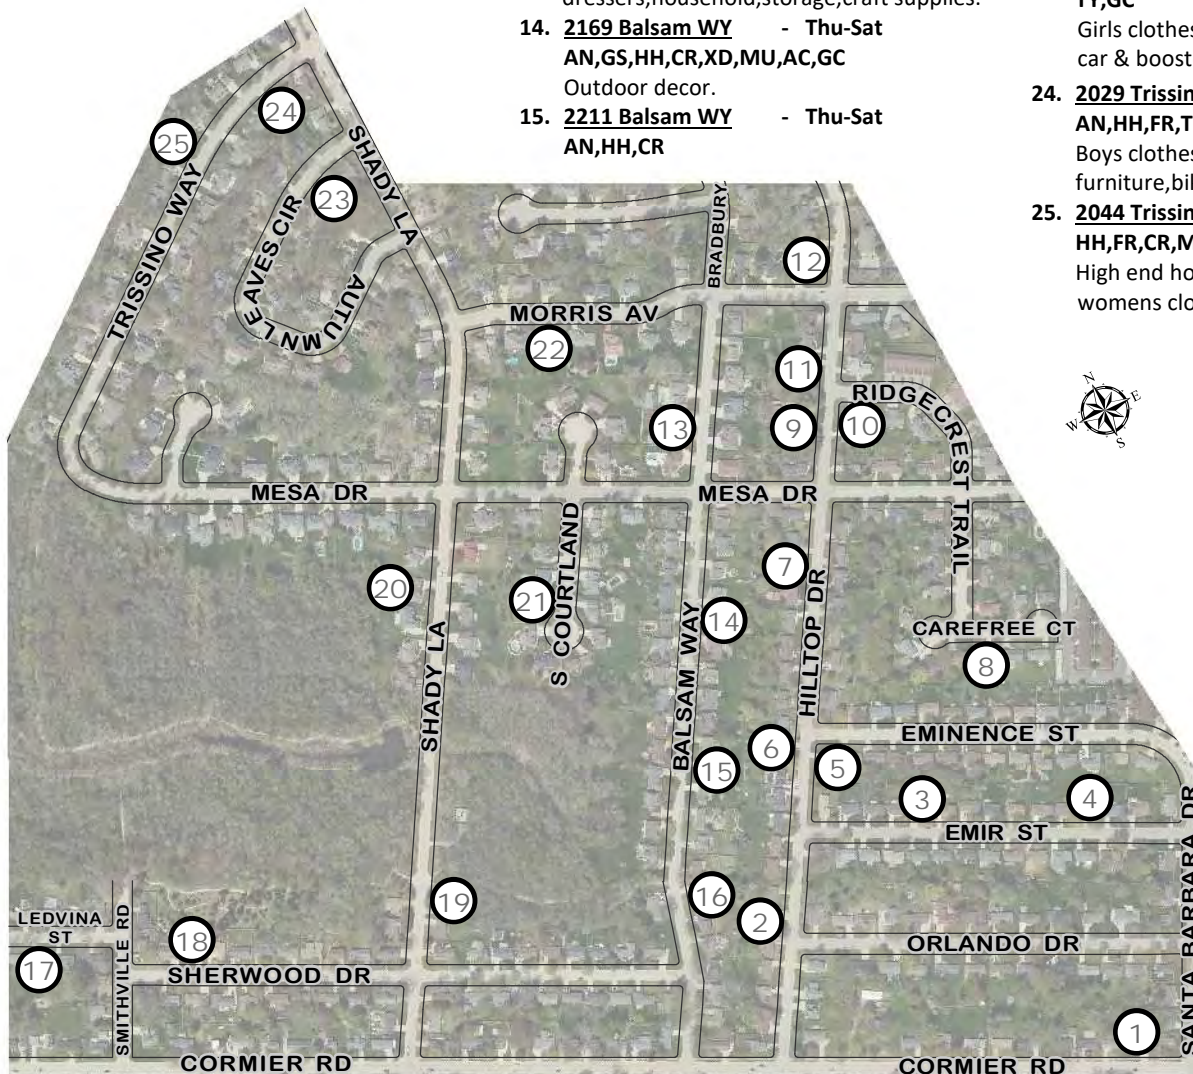 dressers,household,storage,craft supplies.
14. 2169 Balsam WY - Thu-Sat
AN,GS,HH,CR,XD,MU,AC,GC
Outdoor decor.
15. 2211 Balsam WY - Thu-Sat
AN,HH,CR
TY,GC
Girls clothes
car & boost
24. 2029 Trissin
AN,HH,FR,T
Boys clothes
furniture,bik
25. 2044 Trissin
HH,FR,CR,M
High end ho
womens clo
N
E
S
W
24
25
23
SHADY LA
TRISSINO WAY
AUTUMN LEAVES CIR
BRADBURY
12
MORRIS AV
22
11
RIDGECREST TRAIL
13
9
10
MESA DR
MESA DR
7
20
21
S COURTLAND
14
HILLTOP DR
CAREFREE CT
8
SHADY LA
BALSAM WAY
EMINENCE ST
6
15
5
3
4
EMIR ST
SANTA BARBARA DR
19
16
2
LEDVINA
ST
18
ORLANDO DR
17
SMITHVILLE RD
SHERWOOD DR
1
CORMIER RD
CORMIER RD